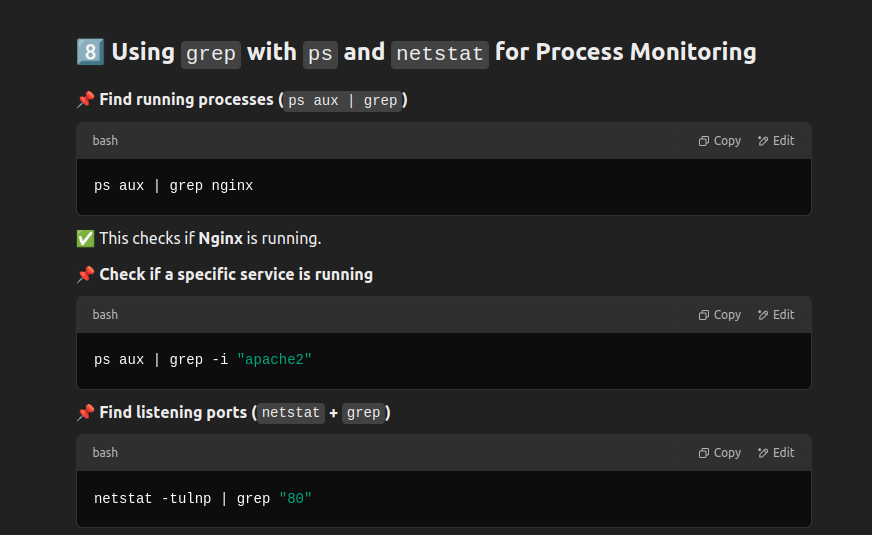 8️⃣ Using grep with ps and netstat for Process Monitoring
📌 Find running processes (ps aux | grep)
bash Copy Edit
ps aux | grep nginx
✅ This checks if Nginx is running.
📌 Check if a specific service is running
bash Copy Edit
ps aux | grep -i "apache2"
📌 Find listening ports (netstat + grep)
bash Copy Edit
netstat -tulnp | grep "80"